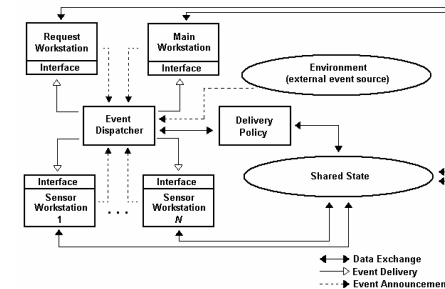 Request
Workstation
Interface
Main
Workstation
Interface
Environment
(external event source)
Event
Dispatcher
Delivery
Policy
Shared State
Interface
Sensor
Workstation
1
. . .
Interface
Sensor
Workstation
N
Data Exchange
Event Delivery
Event Announcemen